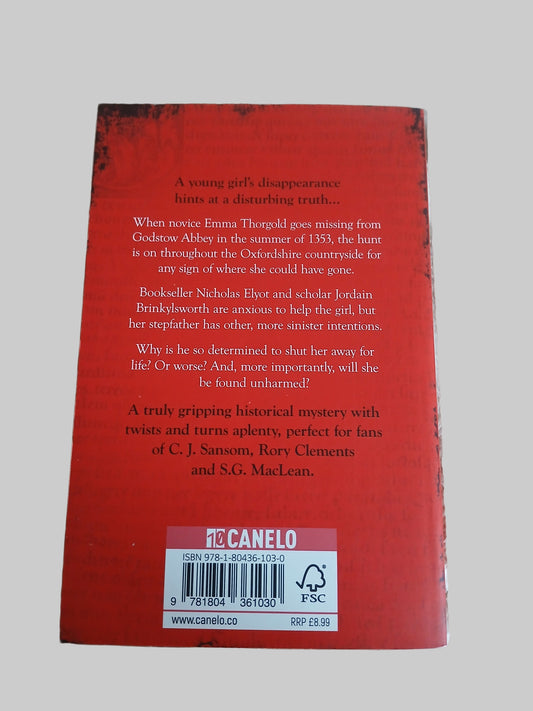 A young girl's disappearance
hints at a disturbing truth...
When novice Emma Thorgold goes missing from
Godstow Abbey in the summer of 1353, the hunt
is on throughout the Oxfordshire countryside for
any sign of where she could have gone.
Bookseller Nicholas Elyot and scholar Jordain
Brinkylsworth are anxious to help the girl, but
her stepfather has other, more sinister intentions.
Why is he so determined to shut her away for
life? Or worse? And, more importantly, will she
be found unharmed?
A truly gripping historical mystery with
twists and turns aplenty, perfect for fans
of C. J. Sansom, Rory Clements
and S.G. MacLean.
10 CANELO
ISBN 978-1-80436-103-0
9 781804 361030
FSC
www.canelo.co
RRP £8.99